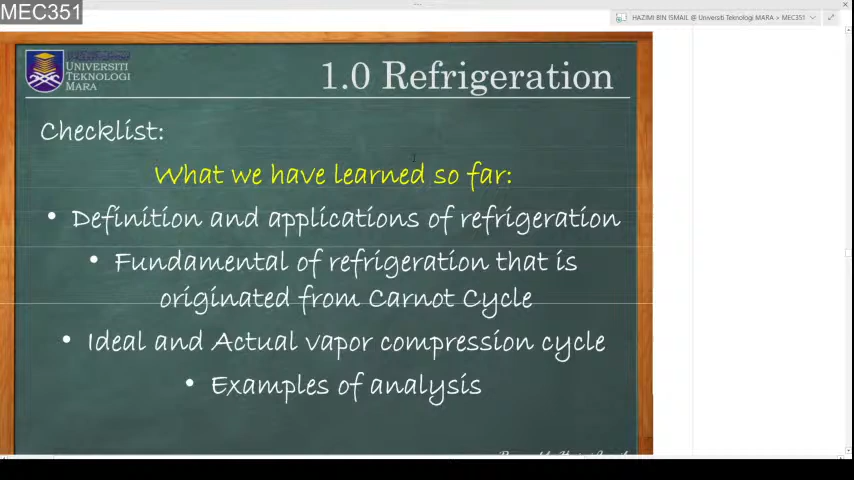 MEC351
HAZIMI BIN ISMAIL @ Universiti Teknologi MARA > MEC351
UNIVERSITI
TEKNOLOGI
MARA
1.0 Refrigeration
Checklist:
What we have learned so far:
• Definition and applications of refrigeration
• Fundamental of refrigeration that is
originated from Carnot Cycle
• Ideal and Actual vapor compression cycle
• Examples of analysis